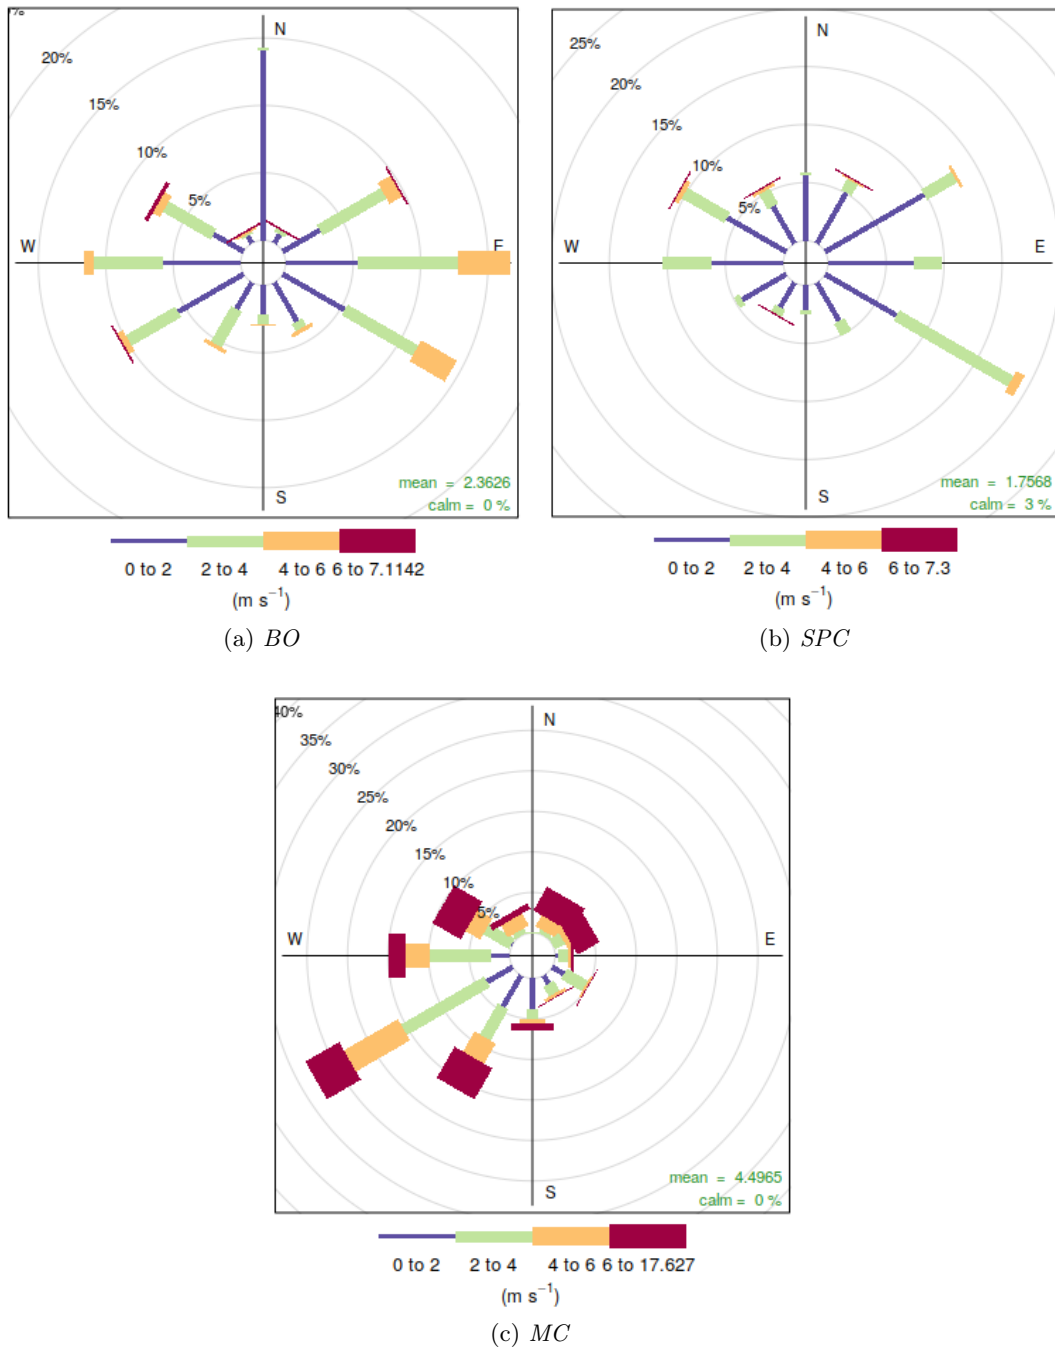 N
20%
15%
10%
5%
W
E
S
mean = 2.3626
calm = 0 %
0 to 2 2 to 4 4 to 6 6 to 7.1142
(m s⁻¹)
(a) BO
N
25%
20%
15%
10%
5%
W
E
S
mean = 1.7568
calm = 3 %
0 to 2 2 to 4 4 to 6 6 to 7.3
(m s⁻¹)
(b) SPC
N
40%
35%
30%
25%
20%
15%
10%
5%
W
E
S
mean = 4.4965
calm = 0 %
0 to 2 2 to 4 4 to 6 6 to 17.627
(m s⁻¹)
(c) MC